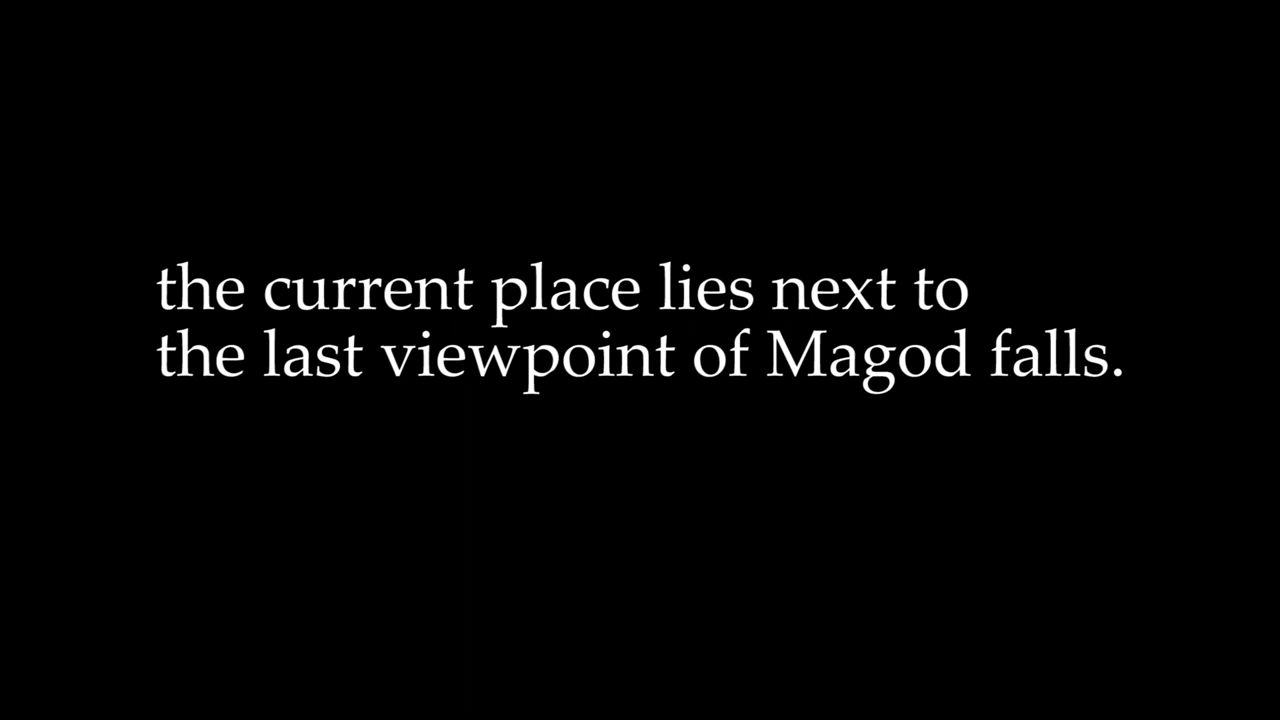 the current place lies next to
the last viewpoint of Magod falls.